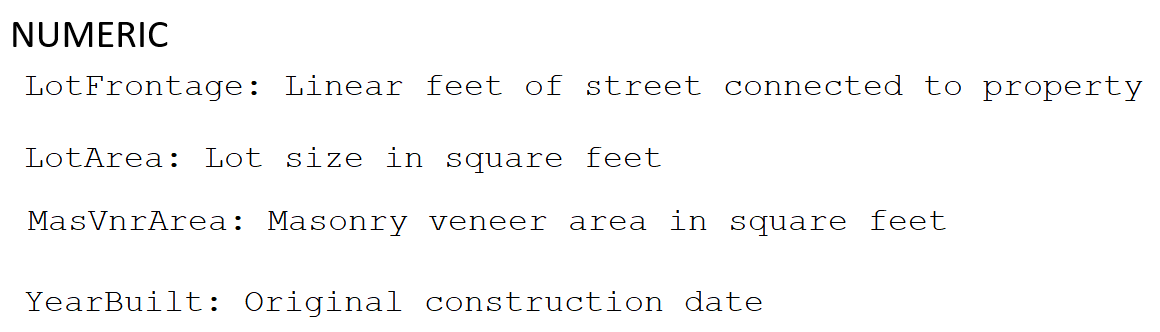 NUMERIC
LotFrontage: Linear feet of street connected to property
LotArea: Lot size in square feet
MasVnrArea: Masonry veneer area in square feet
YearBuilt: Original construction date